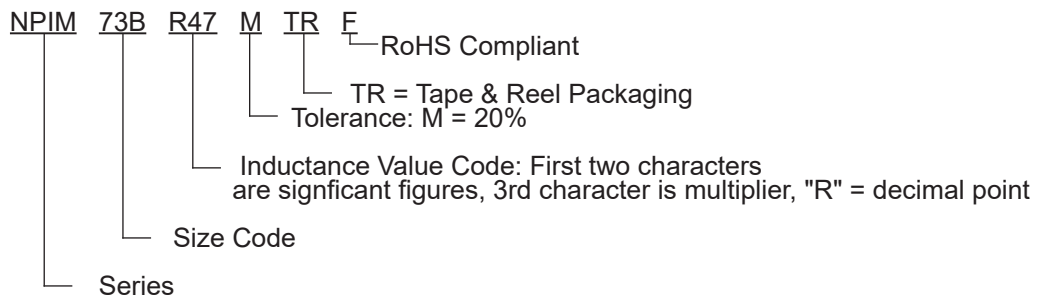 NPIM 73B R47 M TR F
RoHS Compliant
TR = Tape & Reel Packaging
Tolerance: M = 20%
Inductance Value Code: First two characters
are signficant figures, 3rd character is multiplier, "R" = decimal point
Size Code
Series